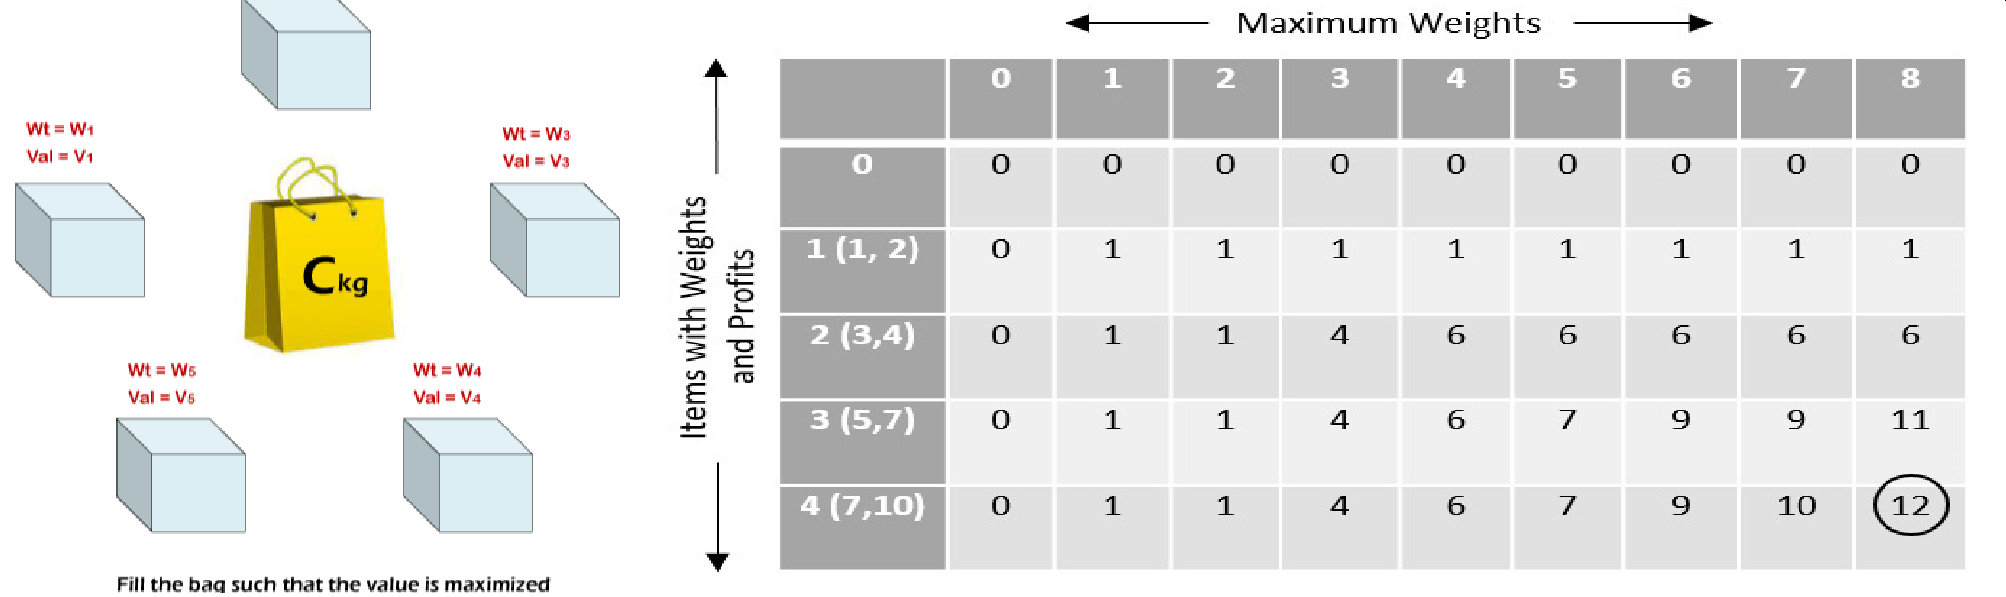 Wt = W1
Val = V1
Wt = W3
Val = V3
Ckg
Wt = W5
Val = V5
Wt = W4
Val = V4
Fill the bag such that the value is maximized
Maximum Weights
Items with Weights
and Profits
0 1 2 3 4 5 6 7 8
0 0 0 0 0 0 0 0 0 0
1 (1, 2) 0 1 1 1 1 1 1 1 1
2 (3,4) 0 1 1 4 6 6 6 6 6
3 (5,7) 0 1 1 4 6 7 9 9 11
4 (7,10) 0 1 1 4 6 7 9 10 12